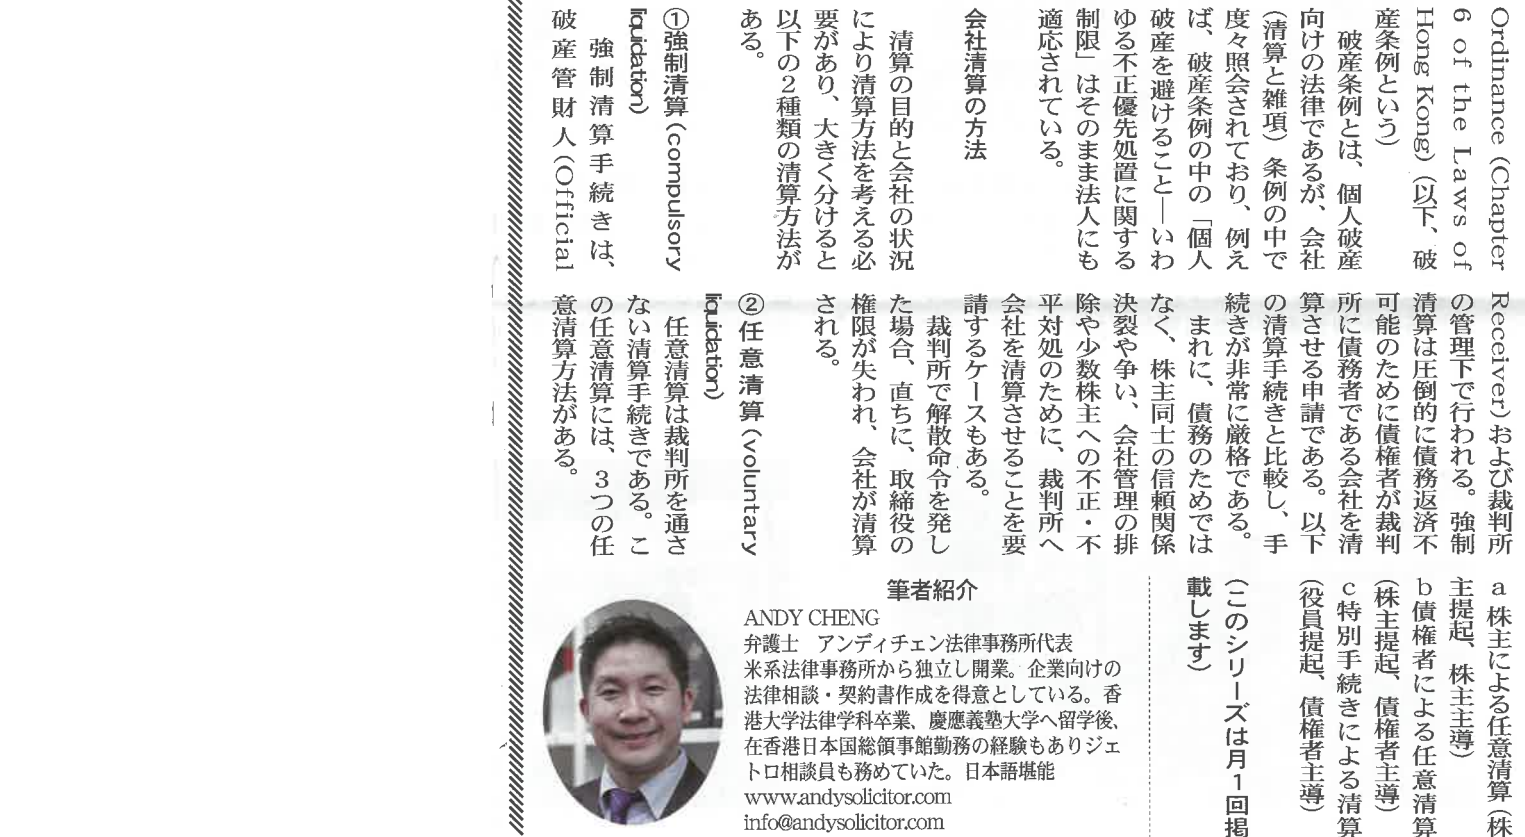 Ordinance (Chapter
6 of the Laws of
Hong Kong)（以下、破
産条例という）
　破産条例とは、個人破産
向けの法律であるが、会社
（清算と雑項）条例の中で
度々照会されており、例え
ば、破産条例の中の「個人
破産を避けること―いわ
ゆる不正優先処置に関する
制限」はそのまま法人にも
適応されている。
会社清算の方法
　清算の目的と会社の状況
により清算方法を考える必
要があり、大きく分けると
以下の２種類の清算方法が
ある。
①強制清算(compulsory
liquidation)
　強制清算手続きは、
破産管財人(Official
Receiver)および裁判所
の管理下で行われる。強制
清算は圧倒的に債務返済不
可能のために債権者が裁判
所に債務者である会社を清
算させる申請である。以下
の清算手続きと比較し、手
続きが非常に厳格である。
　まれに、債務のためでは
なく、株主同士の信頼関係
決裂や争い、会社管理の排
除や少数株主への不正・不
平対処のために、裁判所へ
会社を清算させることを要
請するケースもある。
　裁判所で解散命令を発し
た場合、直ちに、取締役の
権限が失われ、会社が清算
される。
②任意清算(voluntary
liquidation)
　任意清算は裁判所を通さ
ない清算手続きである。こ
の任意清算には、３つの任
意清算方法がある。
a 株主による任意清算（株
主提起、株主主導）
b 債権者による任意清算
（株主提起、債権者主導）
c 特別手続きによる清算
（役員提起、債権者主導）
（このシリーズは月1回掲
載します）
筆者紹介
ANDY CHENG
弁護士　アンディチェン法律事務所代表
米系法律事務所から独立し開業。企業向けの
法律相談・契約書作成を得意としている。香
港大学法律学科卒業、慶應義塾大学へ留学後、
在香港日本国総領事館勤務の経験もありジェ
トロ相談員も務めていた。日本語堪能
www.andysolicitor.com
info@andysolicitor.com